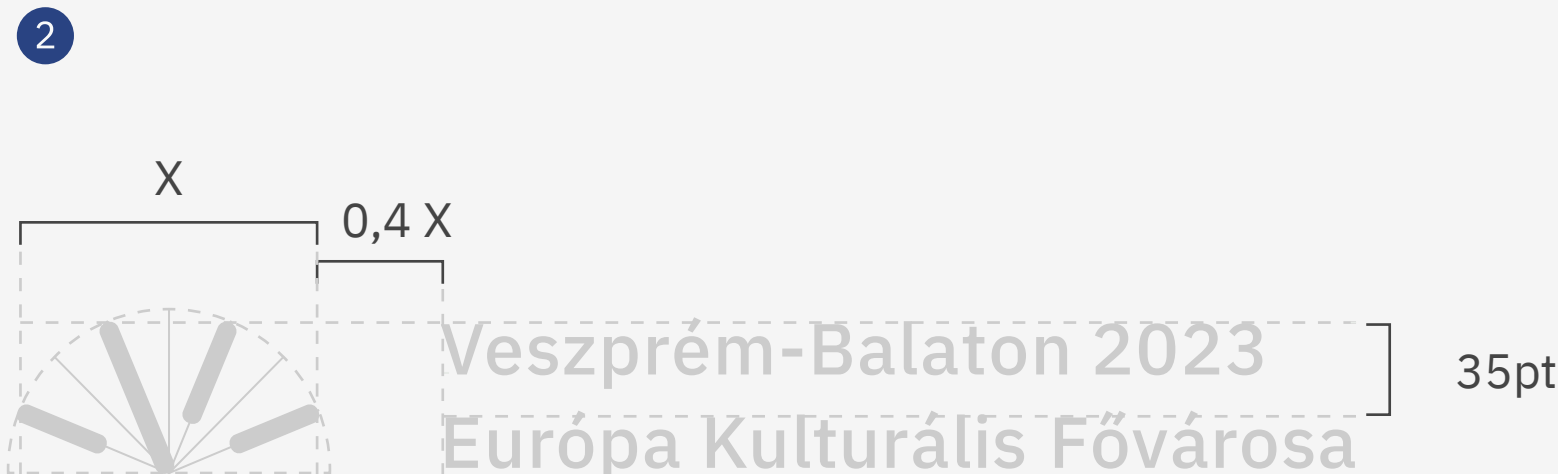 2
X
0,4 X
Veszprém-Balaton 2023
35pt
Európa Kulturális Fővárosa